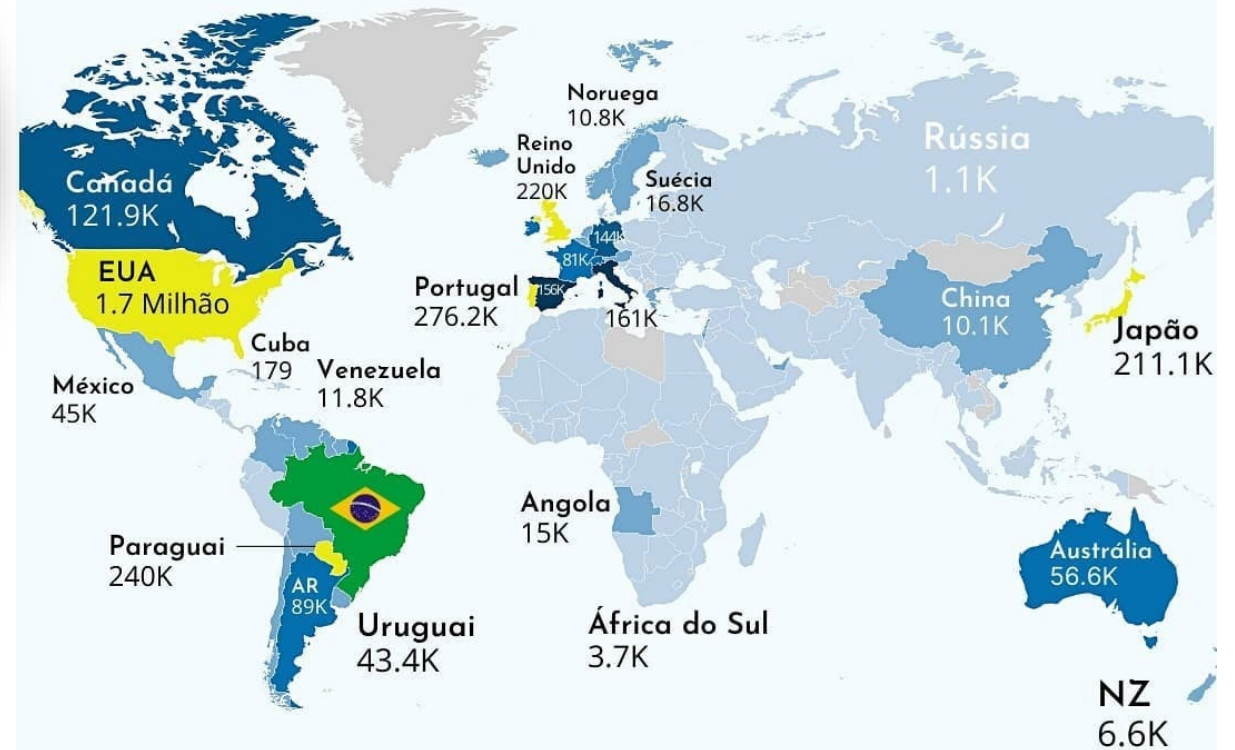 Noruega
10.8K
Reino
Unido
220K
Suécia
16.8K
Rússia
1.1K
Canadá
121.9K
144K
81K
EUA
1.7 Milhão
Portugal
276.2K
156K
161K
China
10.1K
Japão
211.1K
Cuba
179
Venezuela
11.8K
México
45K
Angola
15K
Paraguai
240K
AR
89K
Uruguai
43.4K
África do Sul
3.7K
Austrália
56.6K
NZ
6.6K